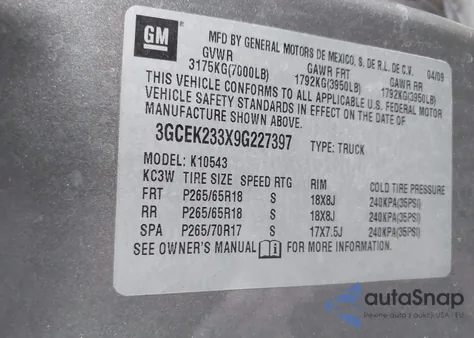 GM
MFD BY GENERAL MOTORS DE MEXICO, S. DE R.L. DE C.V. 04/09
GVWR GAWR FRT GAWR RR
3175KG(7000LB) 1792KG(3950LB) 1792KG(3950LB)
THIS VEHICLE CONFORMS TO ALL APPLICABLE U.S. FEDERAL MOTOR
VEHICLE SAFETY STANDARDS IN EFFECT ON THE DATE OF
MANUFACTURE SHOWN ABOVE.
3GCEK233X9G227397 TYPE: TRUCK
MODEL: K10543
KC3W TIRE SIZE SPEED RTG RIM COLD TIRE PRESSURE
FRT P265/65R18 S 18X8J 240KPA(35PSI)
RR P265/65R18 S 18X8J 240KPA(35PSI)
SPA P265/70R17 S 17X7.5J 240KPA(35PSI)
SEE OWNER'S MANUAL FOR MORE INFORMATION
autaSnap